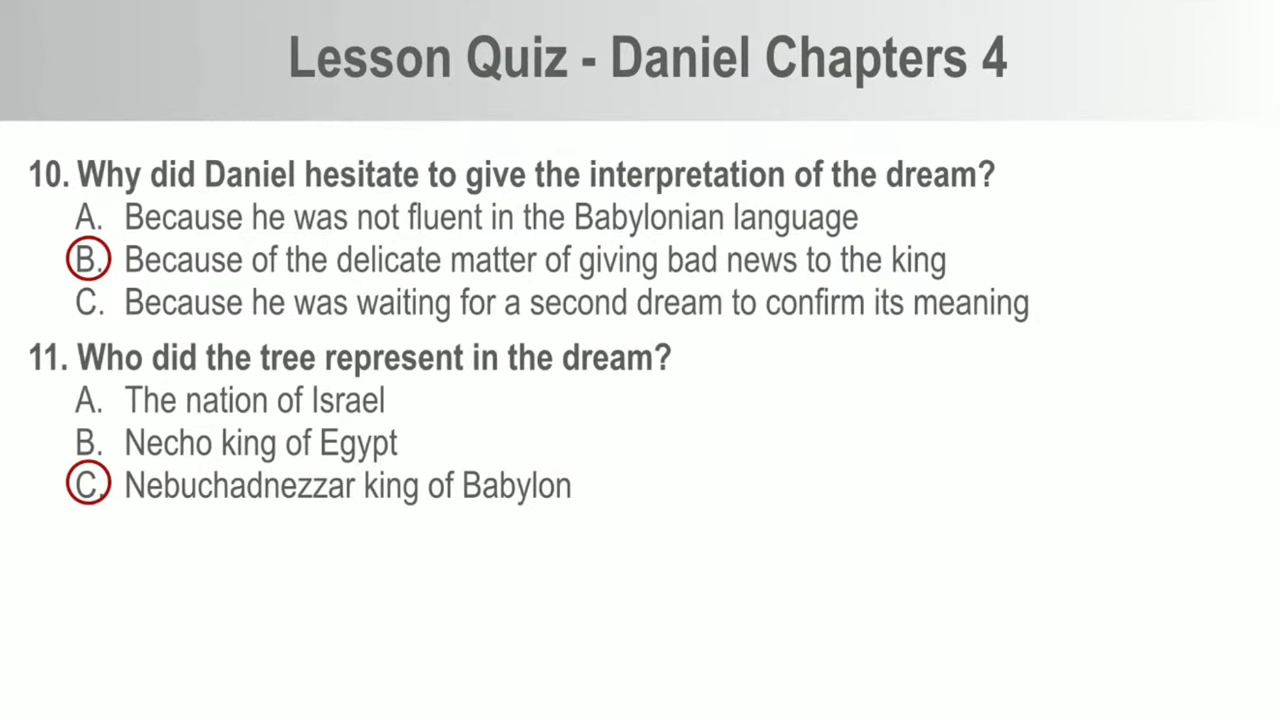 Lesson Quiz - Daniel Chapters 4
10. Why did Daniel hesitate to give the interpretation of the dream?
A. Because he was not fluent in the Babylonian language
B. Because of the delicate matter of giving bad news to the king
C. Because he was waiting for a second dream to confirm its meaning
11. Who did the tree represent in the dream?
A. The nation of Israel
B. Necho king of Egypt
C. Nebuchadnezzar king of Babylon